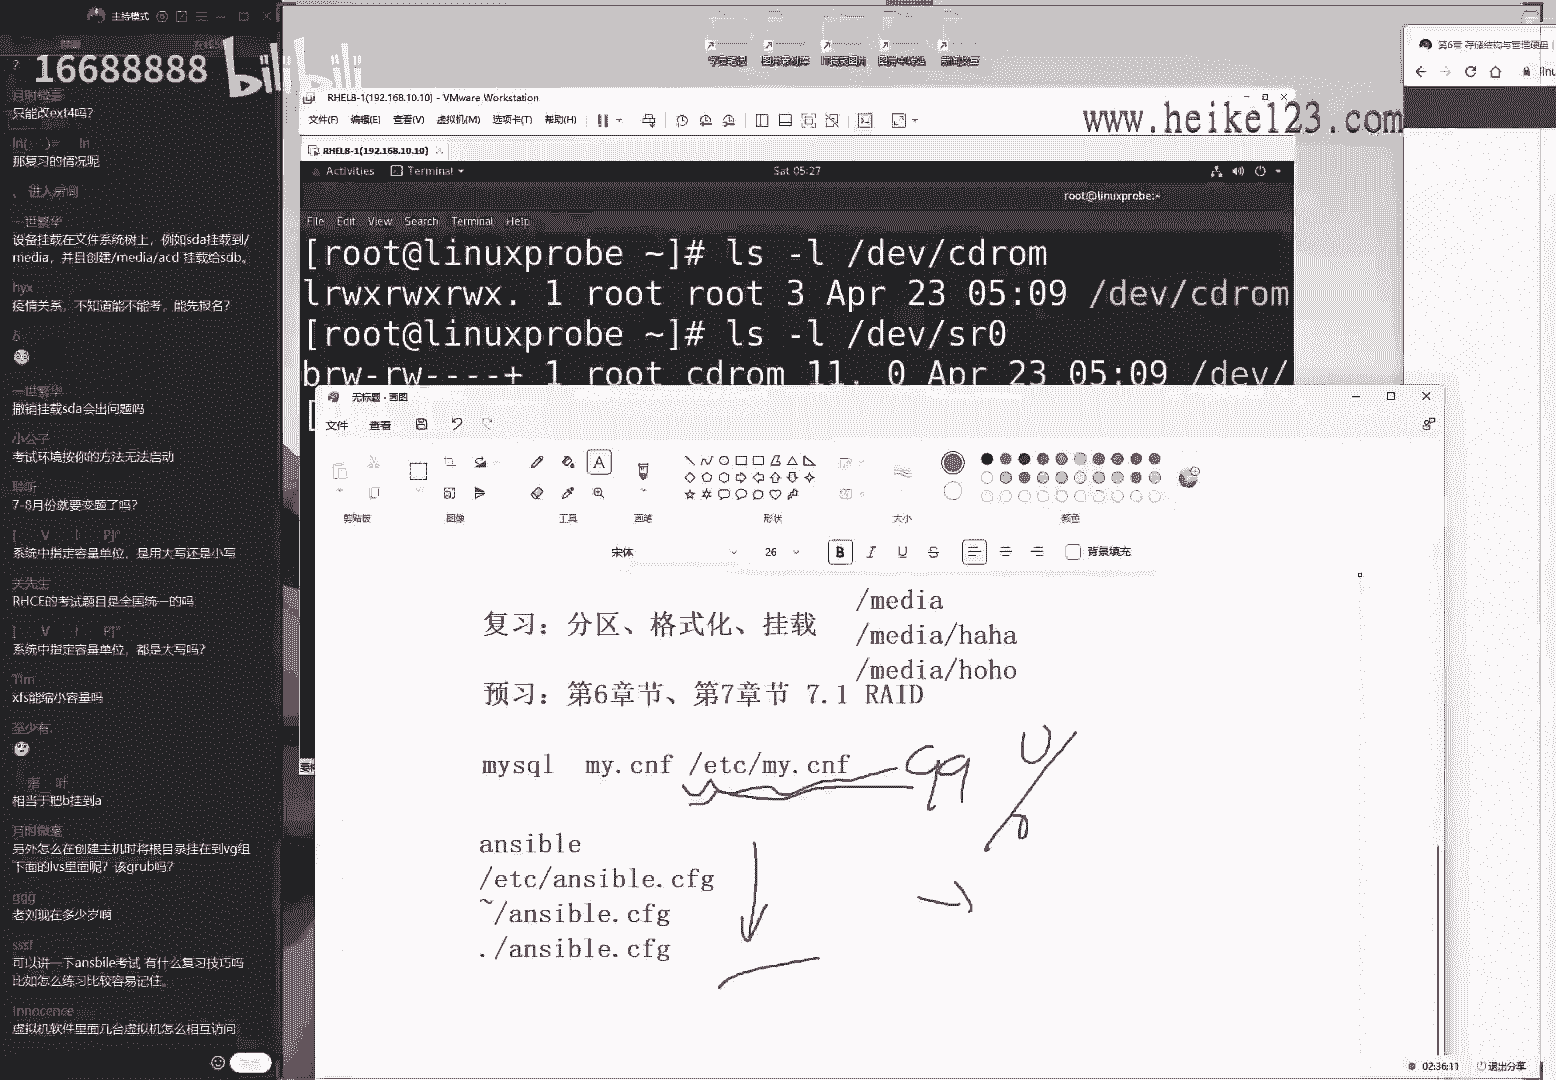 主持模式
16688888
bilibili
只能改ext4吗?
那复习的情况呢
、 进入房间
一世繁华
设备挂载在文件系统树上,例如sda挂载到/
media,并且创建/media/acd 挂载给sdb。
hyx
疫情关系,不知道能不能考,能先报名?
δ
一世繁华
撤销挂载sda会出问题吗
小公子
考试环境按你的方法无法启动
聆听
7-8月份就要变题了吗?
系统中指定容量单位,是用大写还是小写
关先生
RHCE的考试题目是全国统一的吗
系统中指定容量单位,都是大写吗?
Tim
xfs能缩小容量吗
至少有.
相当于把b挂到a
月时微凉
另外怎么在创建主机时将根目录挂在到vg组
下面的lvs里面呢?该grub吗?
ggg
老刘现在多少岁啊
sssf
可以讲一下ansbile考试 有什么复习技巧吗
比如怎么练习比较容易记住。
Innocence
虚拟机软件里面几台虚拟机怎么相互访问
RHEL8-1(192.168.10.10) - VMware Workstation
文件(F) 编辑(E) 查看(V) 虚拟机(M) 选项卡(T) 帮助(H)
www.heike123.com
第6章 存储结构与管理硬盘
RHEL8-1(192.168.10.10)
Activities Terminal Sat 05:27
root@linuxprobe:~
File Edit View Search Terminal Help
[root@linuxprobe ~]# ls -l /dev/cdrom
lrwxrwxrwx. 1 root root 3 Apr 23 05:09 /dev/cdrom
[root@linuxprobe ~]# ls -l /dev/sr0
brw-rw----+ 1 root cdrom 11, 0 Apr 23 05:09 /dev/
无标题 - 画图
文件 查看
剪贴板 图像 工具 画笔 形状 大小 颜色
宋体 26 B I U S 背景填充
/media
复习:分区、格式化、挂载
/media/haha
/media/hoho
预习:第6章节、第7章节 7.1 RAID
mysql my.cnf /etc/my.cnf
ansible
/etc/ansible.cfg
~/ansible.cfg
./ansible.cfg
02:36:11 退出分享